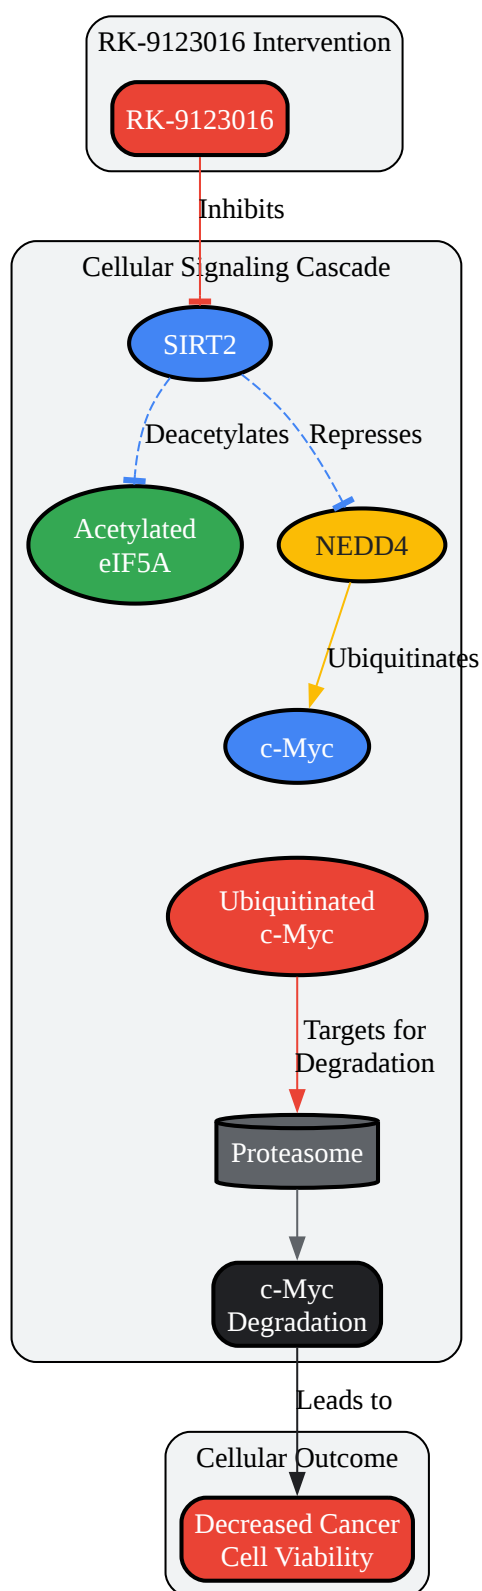 RK-9123016 Intervention
RK-9123016
Inhibits
Cellular Signaling Cascade
SIRT2
Deacetylates
Represses
Acetylated
eIF5A
NEDD4
Ubiquitinates
c-Myc
Ubiquitinated
c-Myc
Targets for
Degradation
Proteasome
c-Myc
Degradation
Leads to
Cellular Outcome
Decreased Cancer
Cell Viability